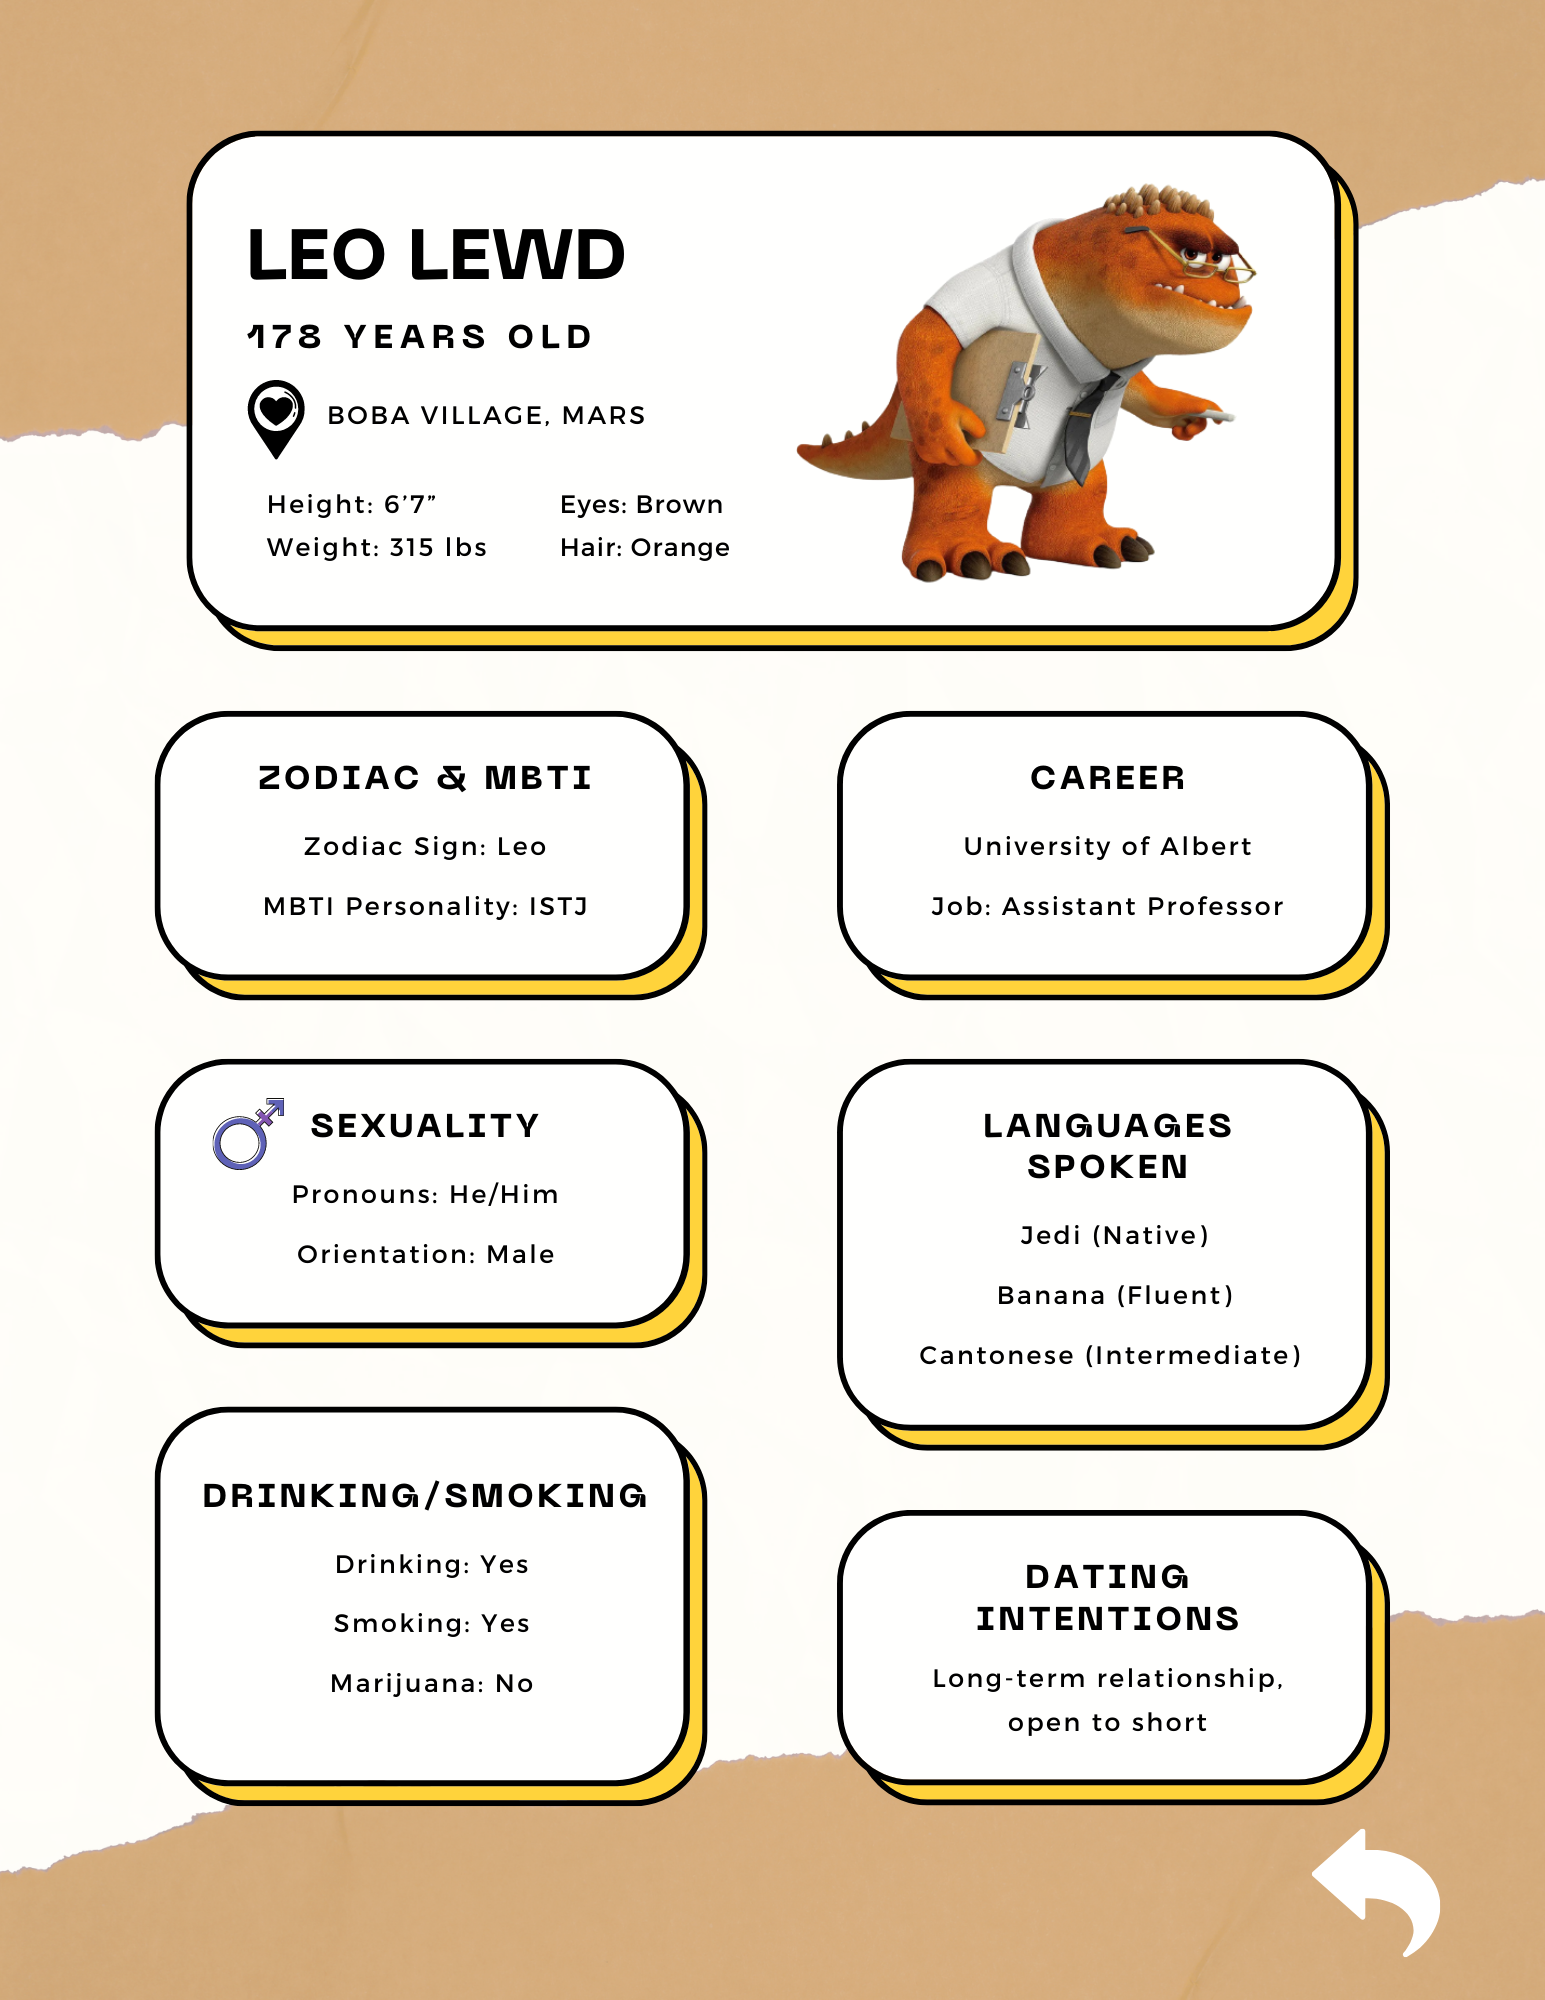 LEO LEWD
178 YEARS OLD
BOBA VILLAGE, MARS
Height: 6’7”
Weight: 315 lbs
Eyes: Brown
Hair: Orange
ZODIAC & MBTI
Zodiac Sign: Leo
MBTI Personality: ISTJ
CAREER
University of Albert
Job: Assistant Professor
SEXUALITY
Pronouns: He/Him
Orientation: Male
LANGUAGES
SPOKEN
Jedi (Native)
Banana (Fluent)
Cantonese (Intermediate)
DRINKING/SMOKING
Drinking: Yes
Smoking: Yes
Marijuana: No
DATING
INTENTIONS
Long-term relationship,
open to short